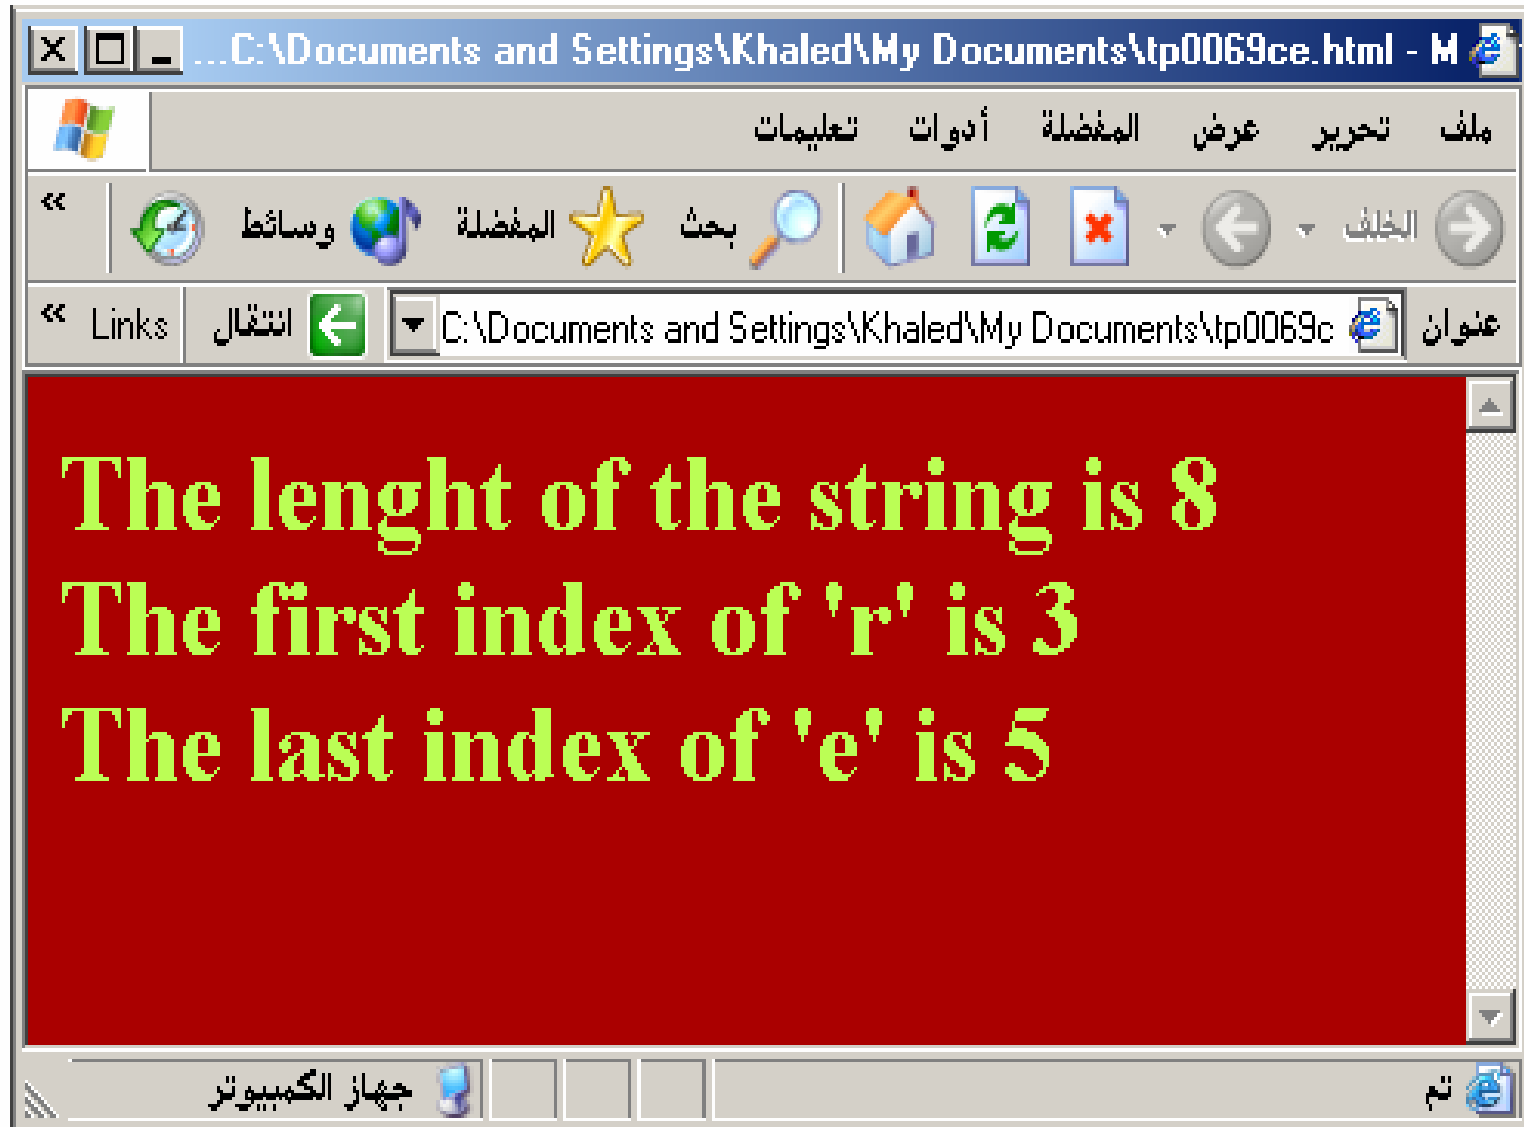 ...C:\Documents and Settings\Khaled\My Documents\tp0069ce.html - M
ملف تحرير عرض المفضلة أدوات تعليمات
الخلف بحث المفضلة وسائط »
عنوان C:\Documents and Settings\Khaled\My Documents\tp0069c انتقال Links »
The lenght of the string is 8
The first index of 'r' is 3
The last index of 'e' is 5
تم جهاز الكمبيوتر